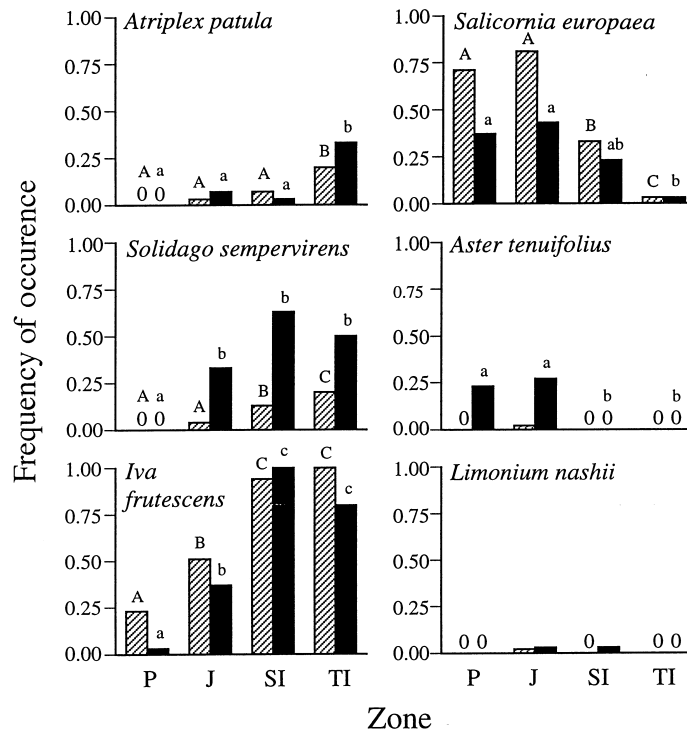 Atriplex patula
1.00
0.75
0.50
0.25
0.00
A a
0 0
A
a
A
a
B
b
Salicornia europaea
1.00
0.75
0.50
0.25
0.00
A
a
A
a
B
ab
C
b
Solidago sempervirens
1.00
0.75
0.50
0.25
0.00
A a
0 0
A
b
B
b
C
b
Aster tenuifolius
1.00
0.75
0.50
0.25
0.00
0
a
a
b
0 0
b
0 0
Iva
frutescens
1.00
0.75
0.50
0.25
0.00
A
a
B
b
C
c
C
c
P
J
SI
TI
Limonium nashii
1.00
0.75
0.50
0.25
0.00
0 0
0
0 0
P
J
SI
TI
Frequency of occurence
Zone